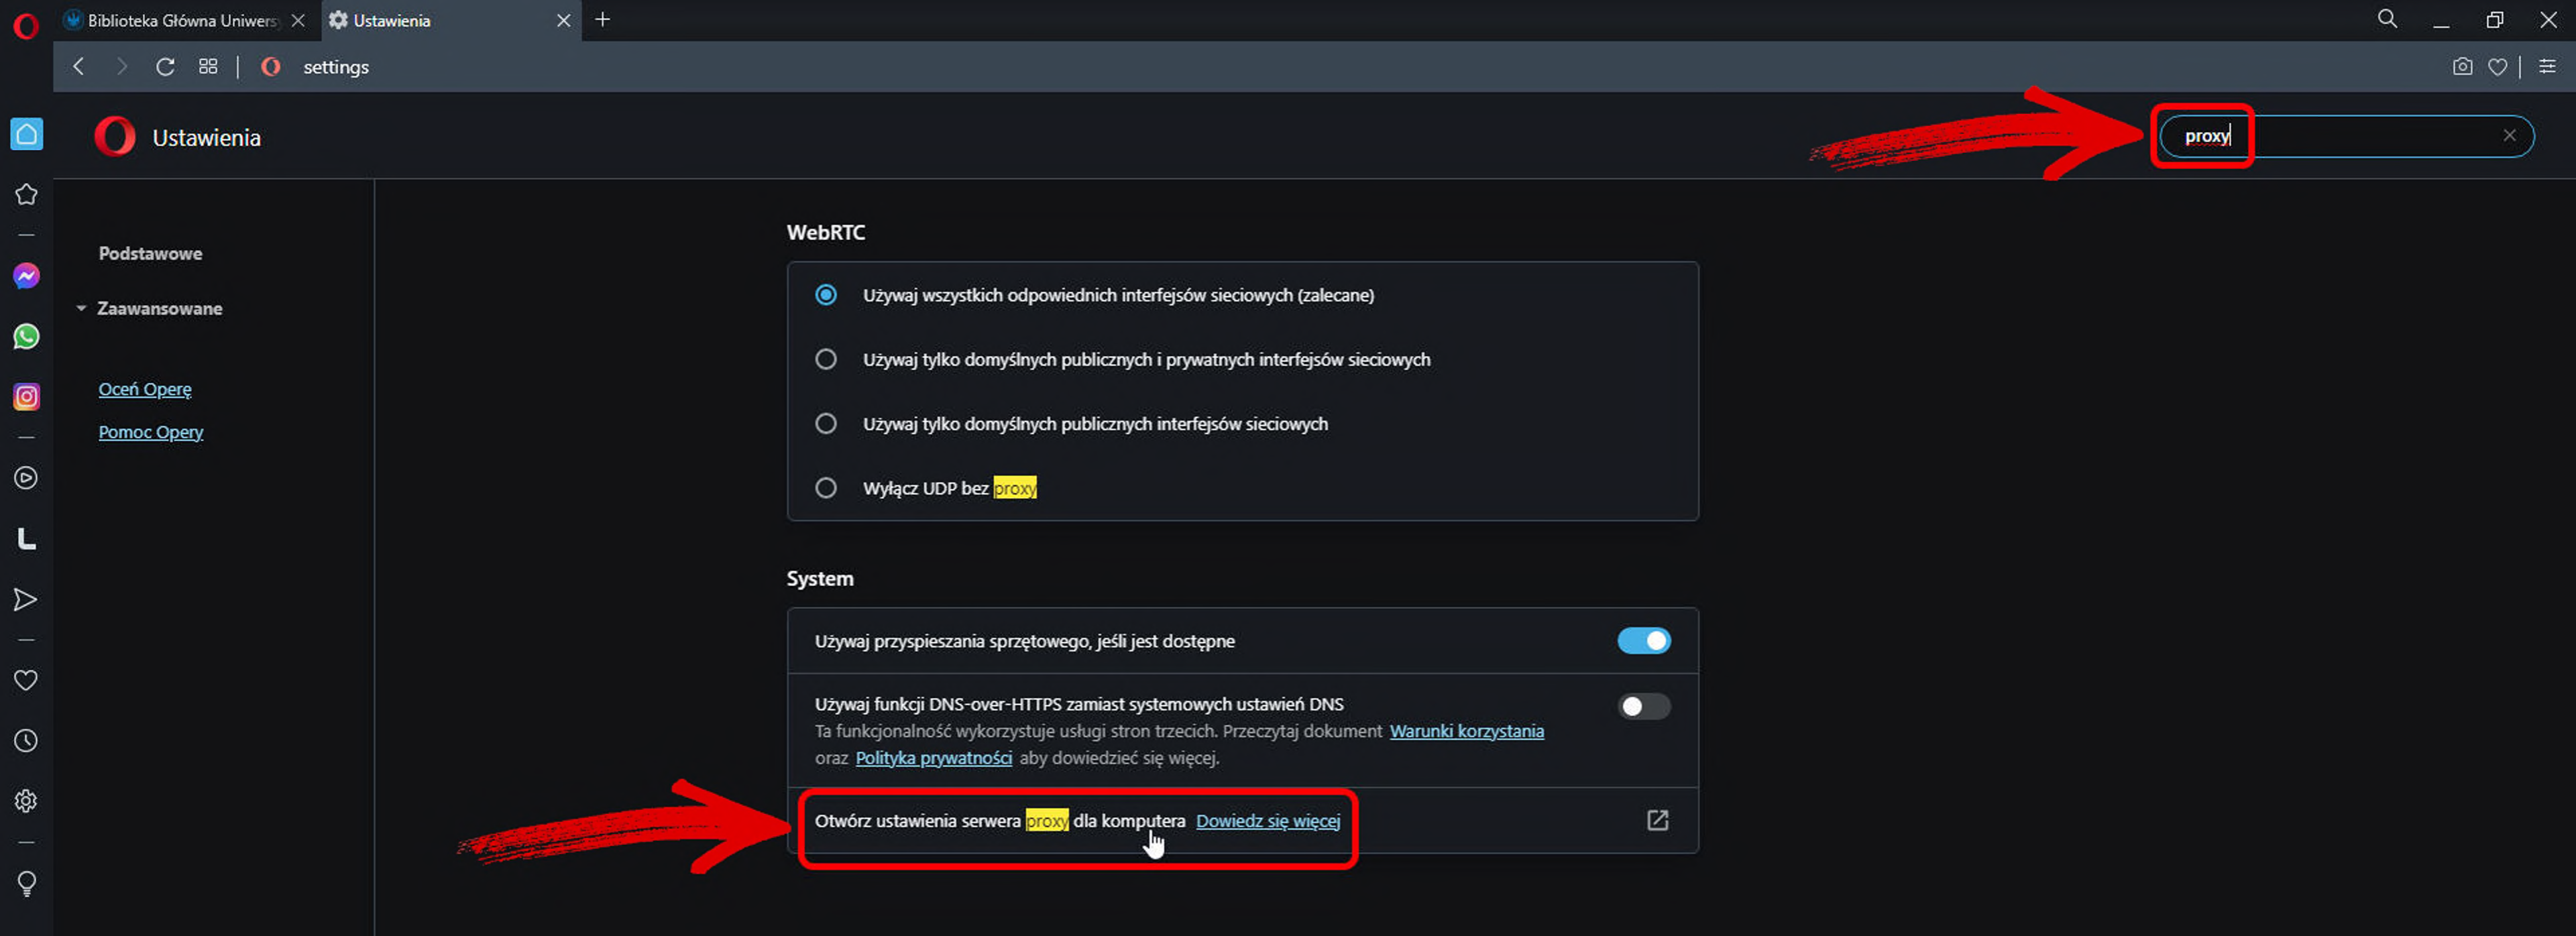 Biblioteka Główna Uniwersy
Ustawienia
settings
Ustawienia
proxy
Podstawowe
Zaawansowane
Oceń Operę
Pomoc Opery
WebRTC
Używaj wszystkich odpowiednich interfejsów sieciowych (zalecane)
Używaj tylko domyślnych publicznych i prywatnych interfejsów sieciowych
Używaj tylko domyślnych publicznych interfejsów sieciowych
Wyłącz UDP bez proxy
System
Używaj przyspieszania sprzętowego, jeśli jest dostępne
Używaj funkcji DNS-over-HTTPS zamiast systemowych ustawień DNS
Ta funkcjonalność wykorzystuje usługi stron trzecich. Przeczytaj dokument Warunki korzystania
oraz Polityka prywatności aby dowiedzieć się więcej.
Otwórz ustawienia serwera proxy dla komputera Dowiedz się więcej